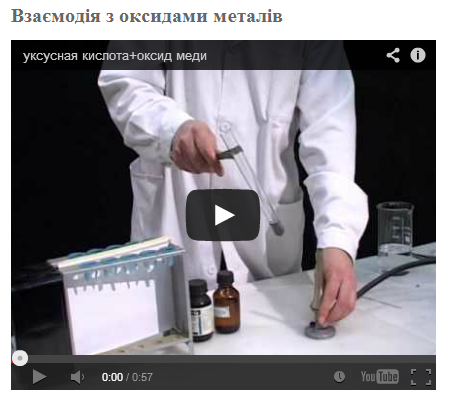 Взаємодія з оксидами металів
уксусная кислота+оксид меди
0:00 / 0:57
YouTube